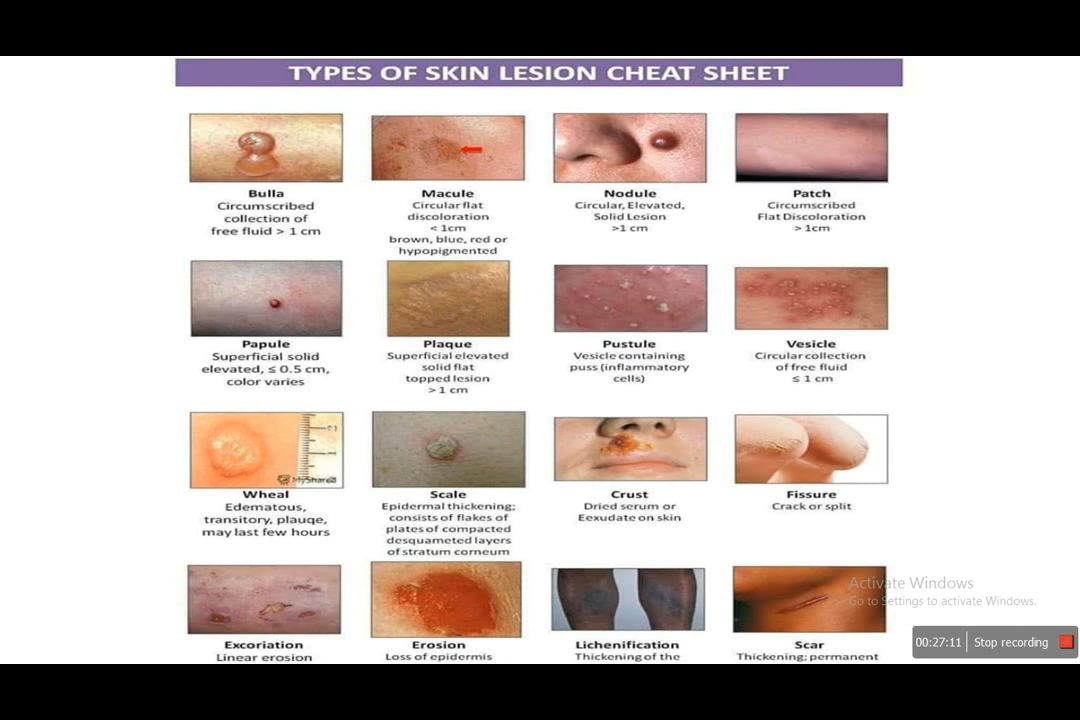 TYPES OF SKIN LESION CHEAT SHEET
Bulla
Circumscribed
collection of
free fluid > 1 cm
Macule
Circular flat
discoloration
< 1cm
brown, blue, red or
hypopigmented
Nodule
Circular, Elevated,
Solid Lesion
>1 cm
Patch
Circumscribed
Flat Discoloration
> 1cm
Papule
Superficial solid
elevated, ≤ 0.5 cm,
color varies
Plaque
Superficial elevated
solid flat
topped lesion
> 1 cm
Pustule
Vesicle containing
puss (inflammatory
cells)
Vesicle
Circular collection
of free fluid
≤ 1 cm
MyShared
Wheal
Edematous,
transitory, plauqe,
may last few hours
Scale
Epidermal thickening;
consists of flakes of
plates of compacted
desquameted layers
of stratum corneum
Crust
Dried serum or
Eexudate on skin
Fissure
Crack or split
Excoriation
Linear erosion
Erosion
Loss of epidermis
Lichenification
Thickening of the
Scar
Thickening; permanent
Activate Windows
Go to Settings to activate Windows.
00:27:11 Stop recording